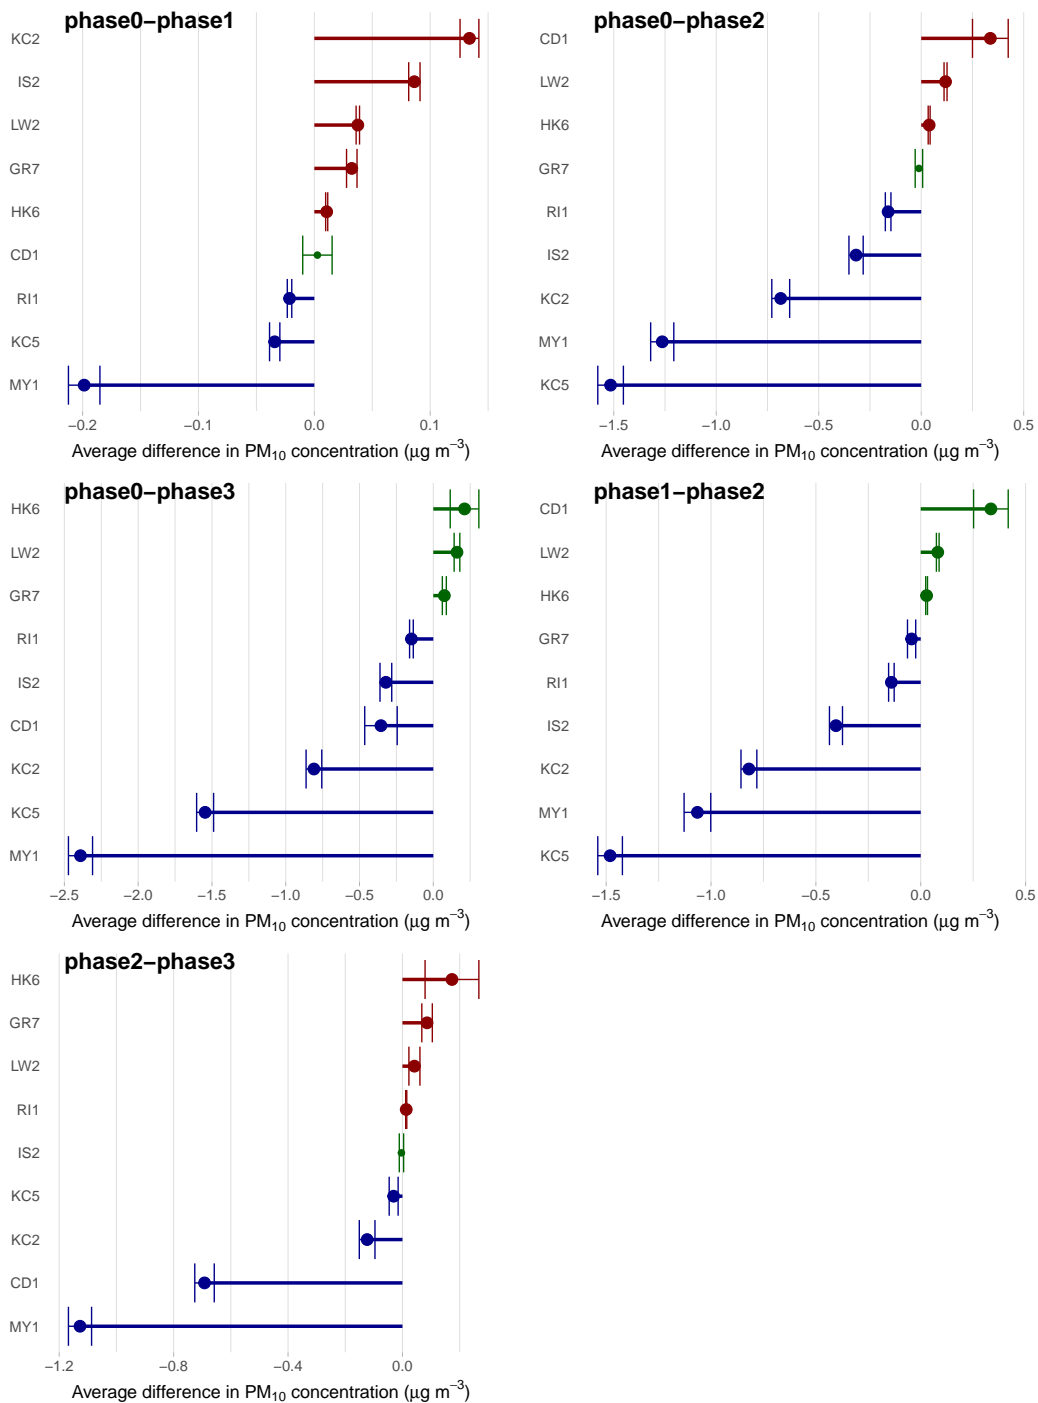 phase0−phase1
KC2
IS2
LW2
GR7
HK6
CD1
RI1
KC5
MY1
−0.2 −0.1 0.0 0.1
Average difference in PM10 concentration (μg m−3)
phase0−phase2
CD1
LW2
HK6
GR7
RI1
IS2
KC2
MY1
KC5
−1.5 −1.0 −0.5 0.0 0.5
Average difference in PM10 concentration (μg m−3)
phase0−phase3
HK6
LW2
GR7
RI1
IS2
CD1
KC2
KC5
MY1
−2.5 −2.0 −1.5 −1.0 −0.5 0.0
Average difference in PM10 concentration (μg m−3)
phase1−phase2
CD1
LW2
HK6
GR7
RI1
IS2
KC2
MY1
KC5
−1.5 −1.0 −0.5 0.0 0.5
Average difference in PM10 concentration (μg m−3)
phase2−phase3
HK6
GR7
LW2
RI1
IS2
KC5
KC2
CD1
MY1
−1.2 −0.8 −0.4 0.0
Average difference in PM10 concentration (μg m−3)